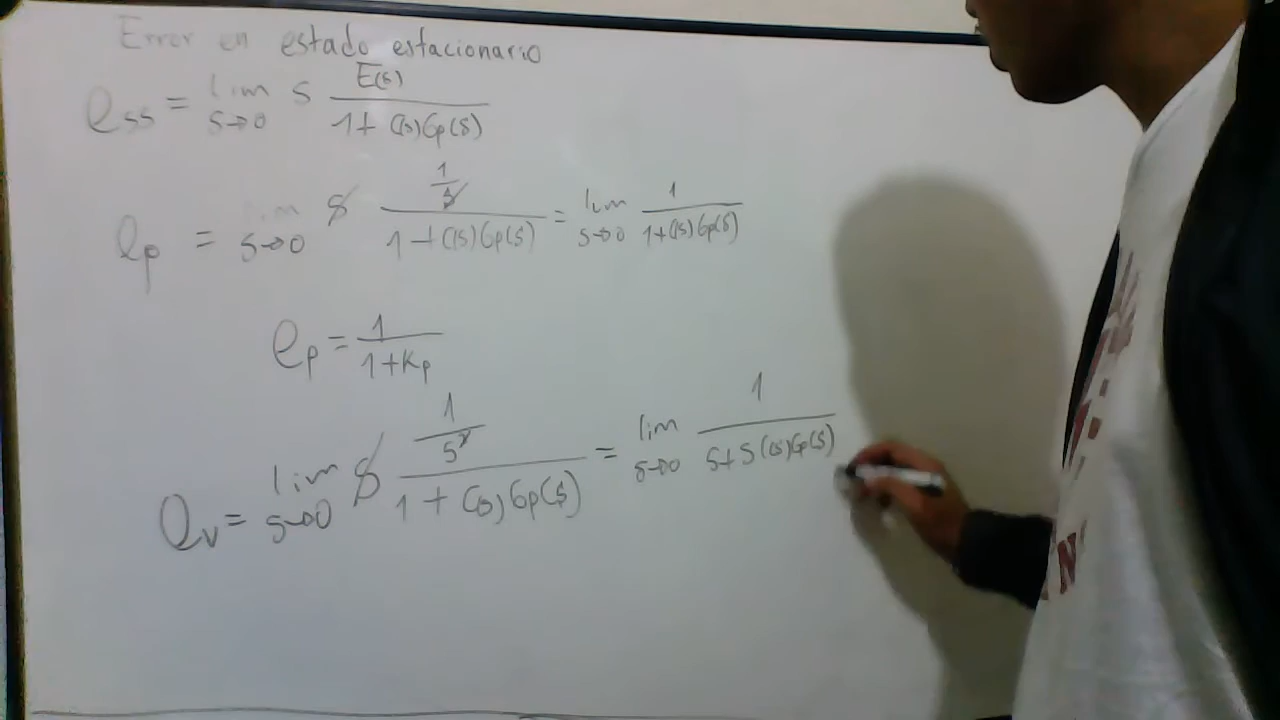 Error en estado estacionario
ess = lim s→0 s E(s) / 1+C(s)Gp(s)
ep = lim s→0 s 1/s / 1+C(s)Gp(s) = lim s→0 1 / 1+C(s)Gp(s)
ep = 1 / 1+Kp
ev = lim s→0 s 1/s² / 1+C(s)Gp(s) = lim s→0 1 / s+sC(s)Gp(s)
N